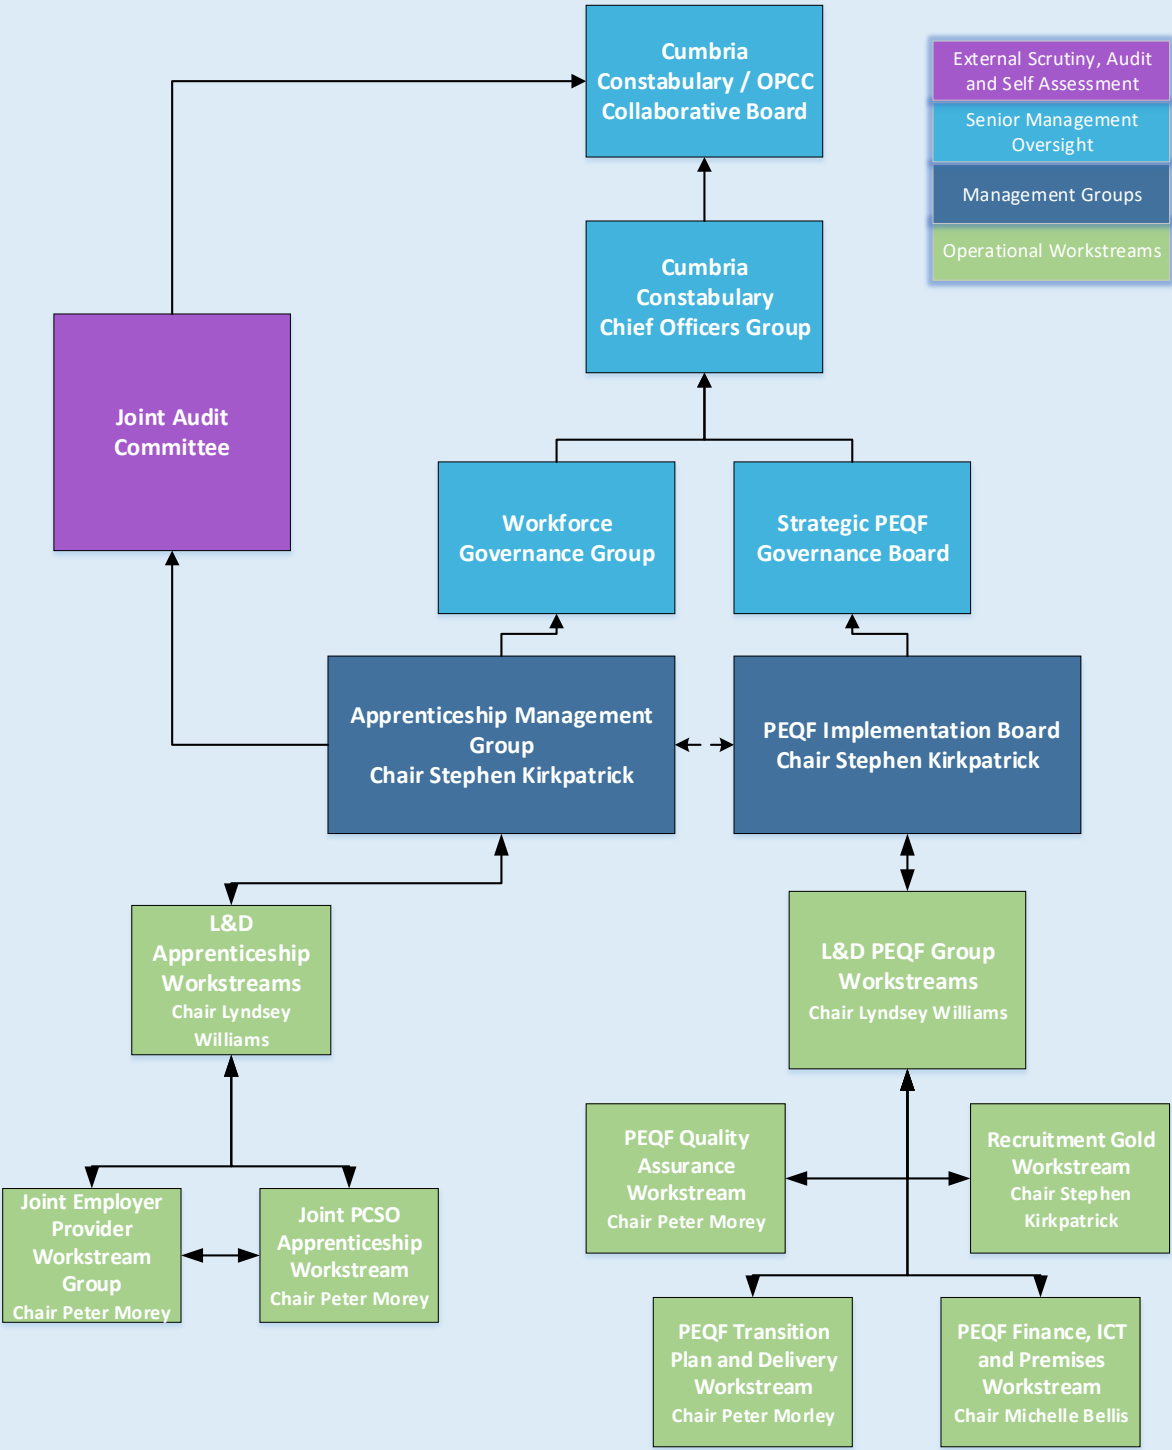 Cumbria
Constabulary / OPCC
Collaborative Board
External Scrutiny, Audit
and Self Assessment
Senior Management
Oversight
Management Groups
Operational Workstreams
Cumbria
Constabulary
Chief Officers Group
Joint Audit
Committee
Workforce
Governance Group
Strategic PEQF
Governance Board
Apprenticeship Management
Group
Chair Stephen Kirkpatrick
PEQF Implementation Board
Chair Stephen Kirkpatrick
L&D
Apprenticeship
Workstreams
Chair Lyndsey
Williams
L&D PEQF Group
Workstreams
Chair Lyndsey Williams
PEQF Quality
Assurance
Workstream
Chair Peter Morey
Recruitment Gold
Workstream
Chair Stephen
Kirkpatrick
Joint Employer
Provider
Workstream
Group
Chair Peter Morey
Joint PCSO
Apprenticeship
Workstream
Chair Peter Morey
PEQF Transition
Plan and Delivery
Workstream
Chair Peter Morley
PEQF Finance, ICT
and Premises
Workstream
Chair Michelle Bellis